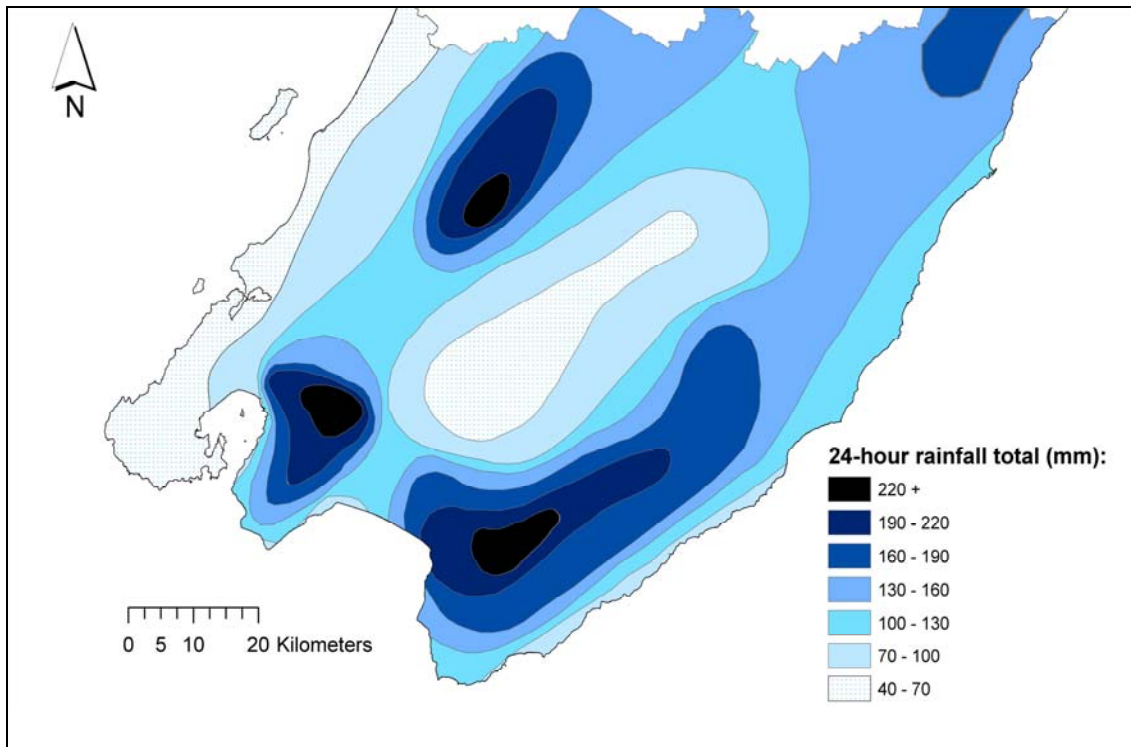 N
24-hour rainfall total (mm):
220 +
190 - 220
160 - 190
130 - 160
100 - 130
70 - 100
40 - 70
0 5 10 20 Kilometers